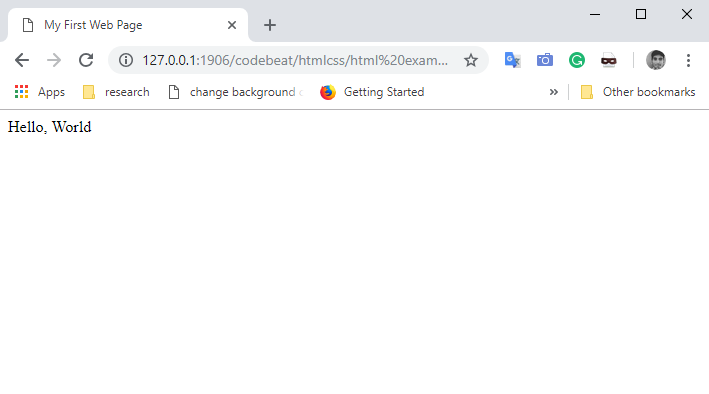 My First Web Page
127.0.0.1:1906/codebeat/htmlcss/html%20exam...
Apps research change background Getting Started » Other bookmarks
Hello, World